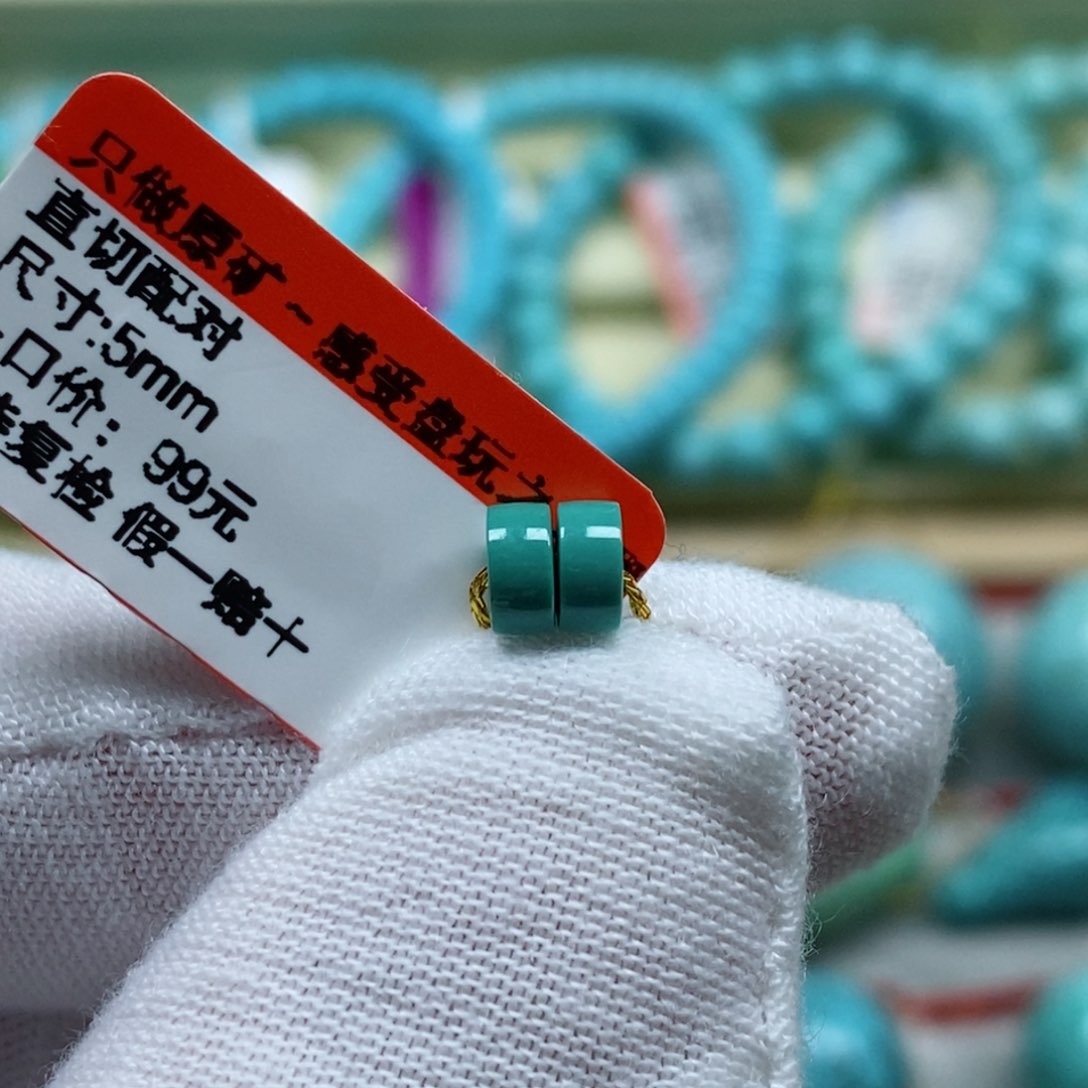 只做原矿~感受盘玩之
直切配对
尺寸:5mm
口价：99元
复检 假一赔十